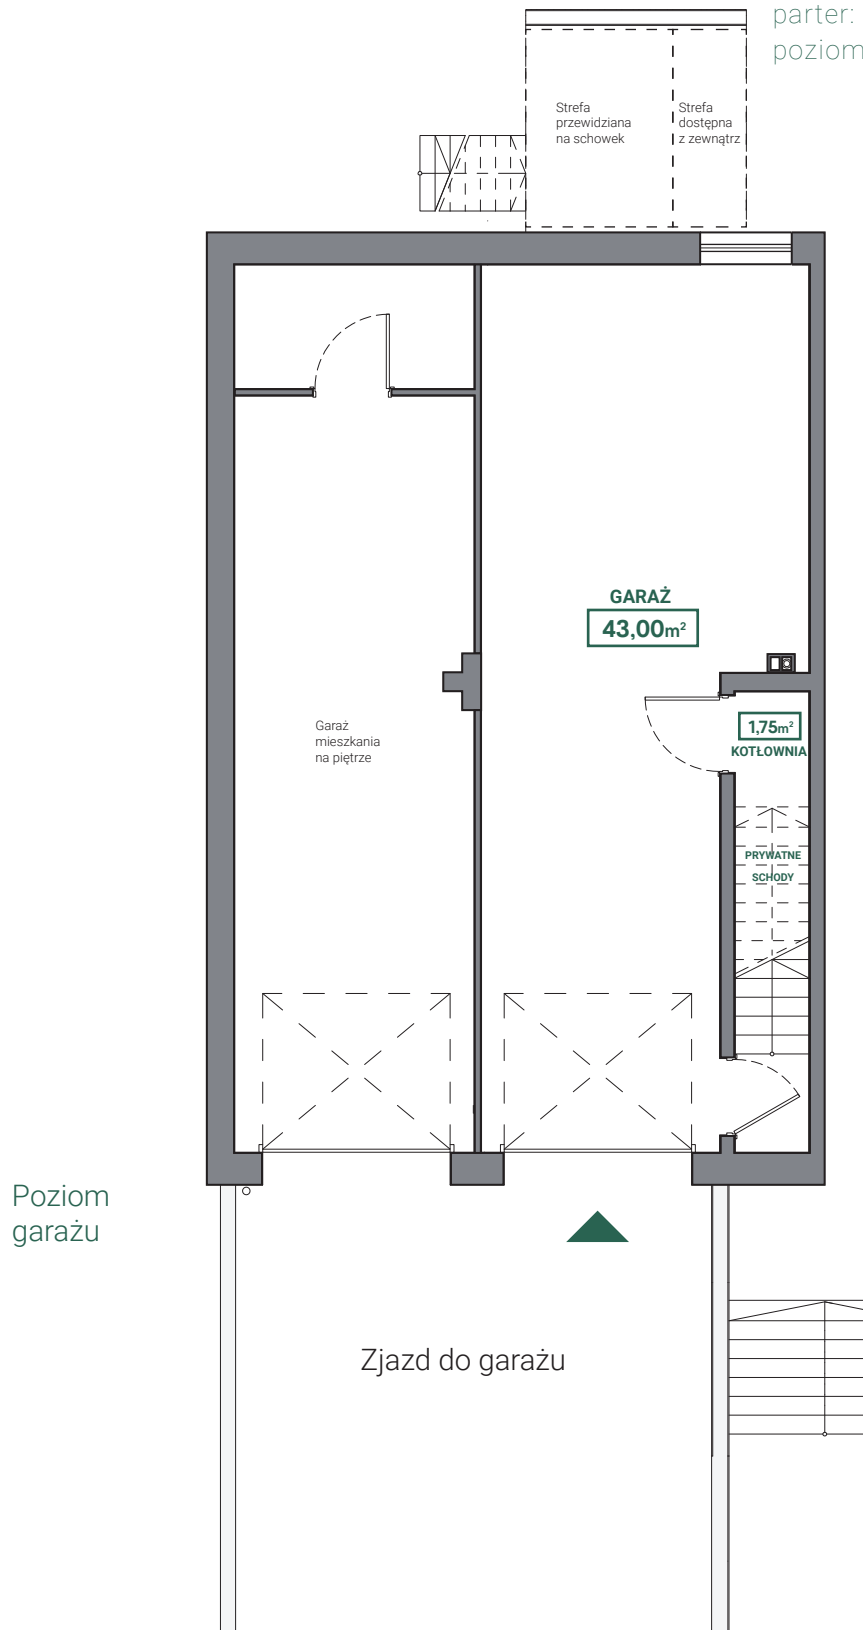 parter:
poziom
Strefa
przewidziana
na schowek
Strefa
dostępna
z zewnątrz
GARAŻ
43,00m²
1,75m²
KOTŁOWNIA
Garaż
mieszkania
na piętrze
PRYWATNE
SCHODY
Poziom
garażu
Zjazd do garażu